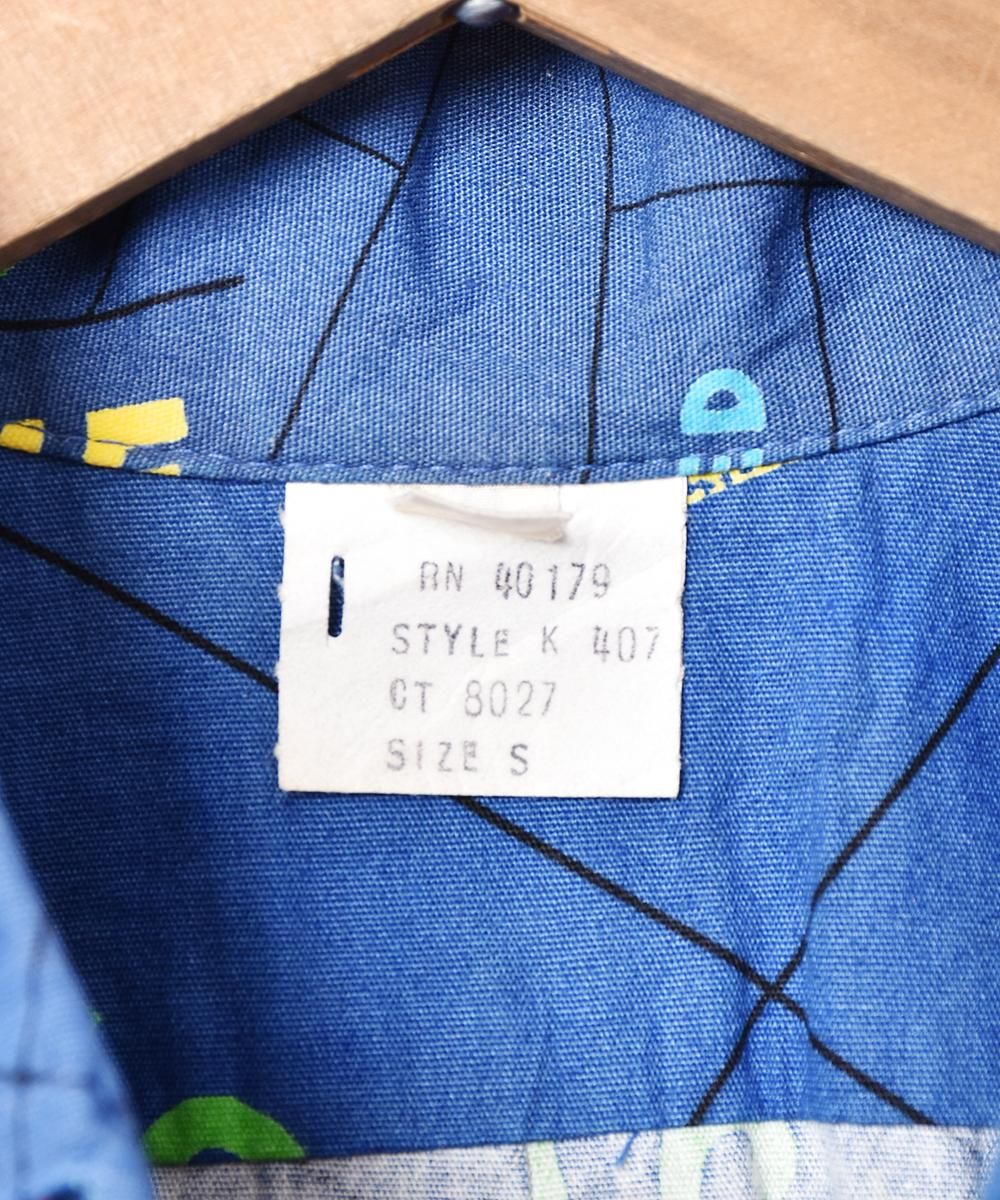 RN 40179
STYLE K 407
CT 8027
SIZE S